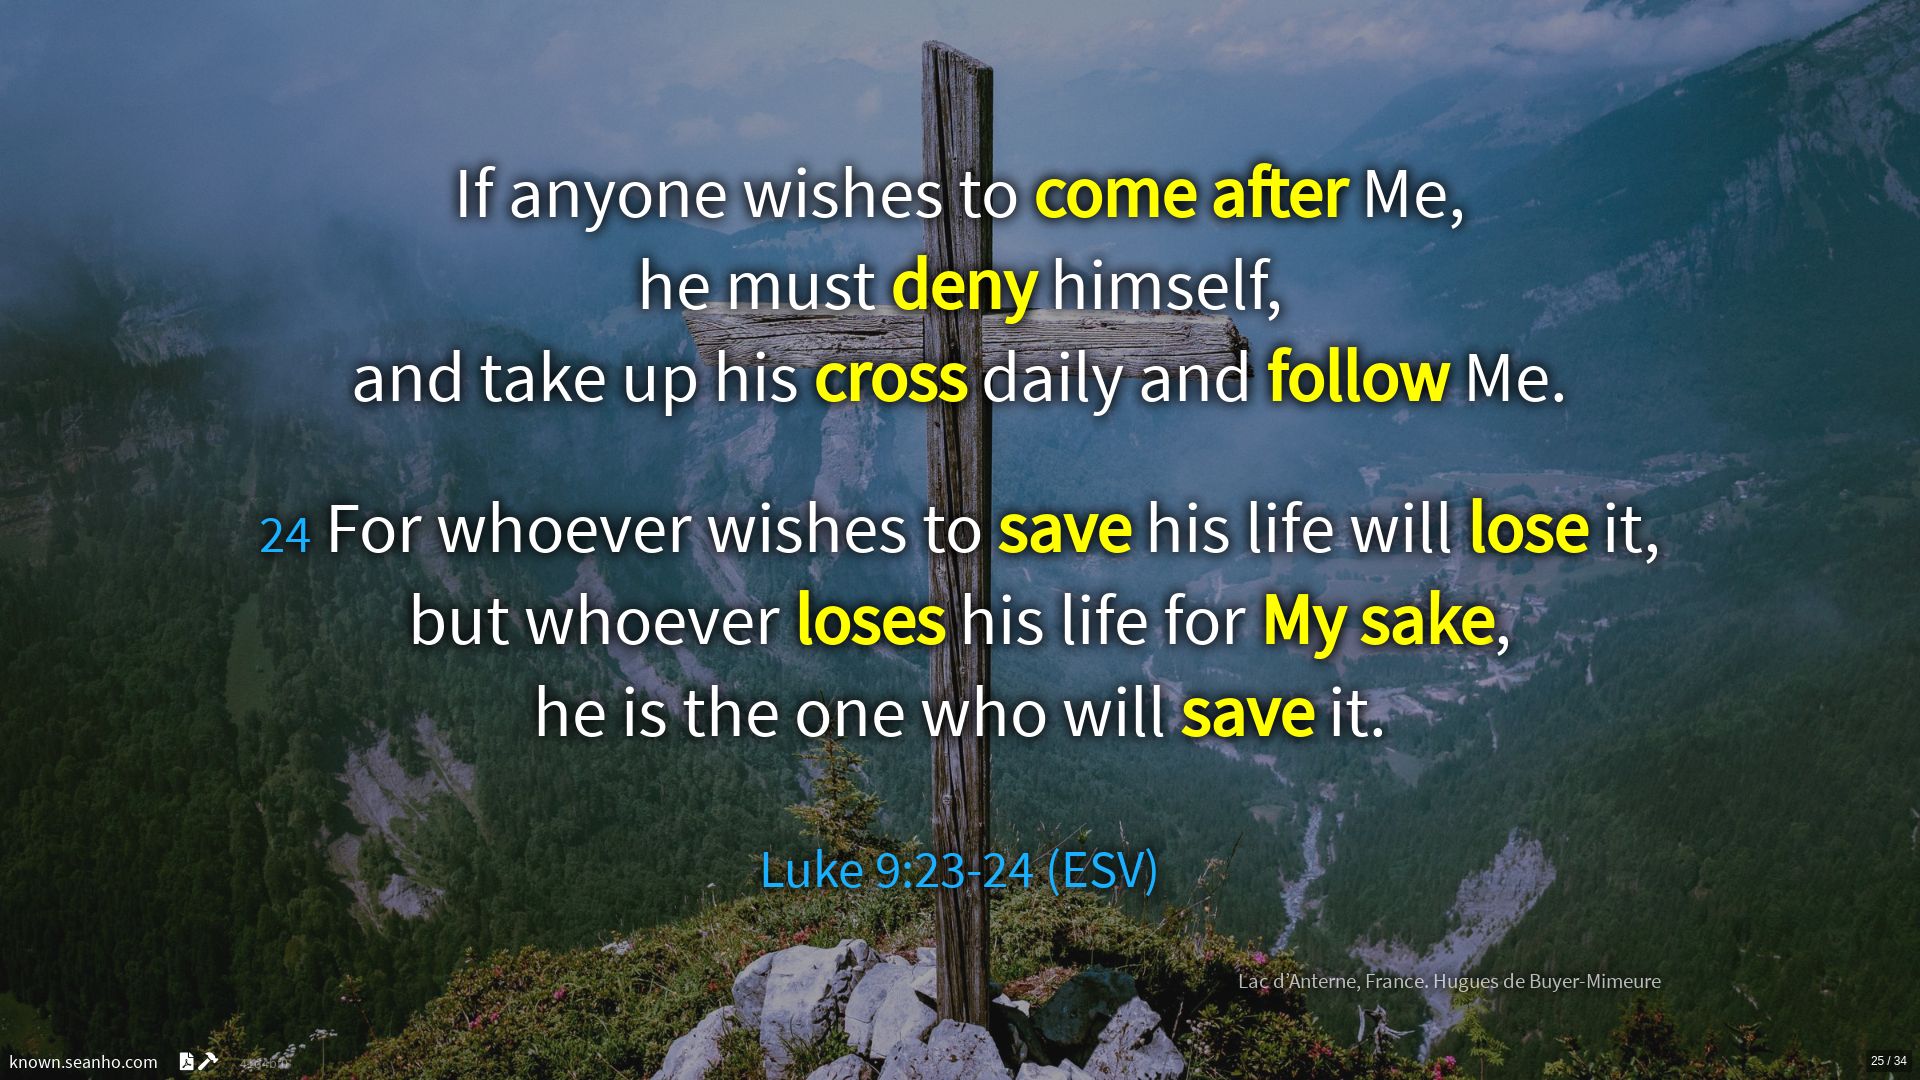 If anyone wishes to come after Me,
he must deny himself,
and take up his cross daily and follow Me.
24 For whoever wishes to save his life will lose it,
but whoever loses his life for My sake,
he is the one who will save it.
Luke 9:23-24 (ESV)
Lac d’Anterne, France. Hugues de Buyer-Mimeure
known.seanho.com
25 / 34